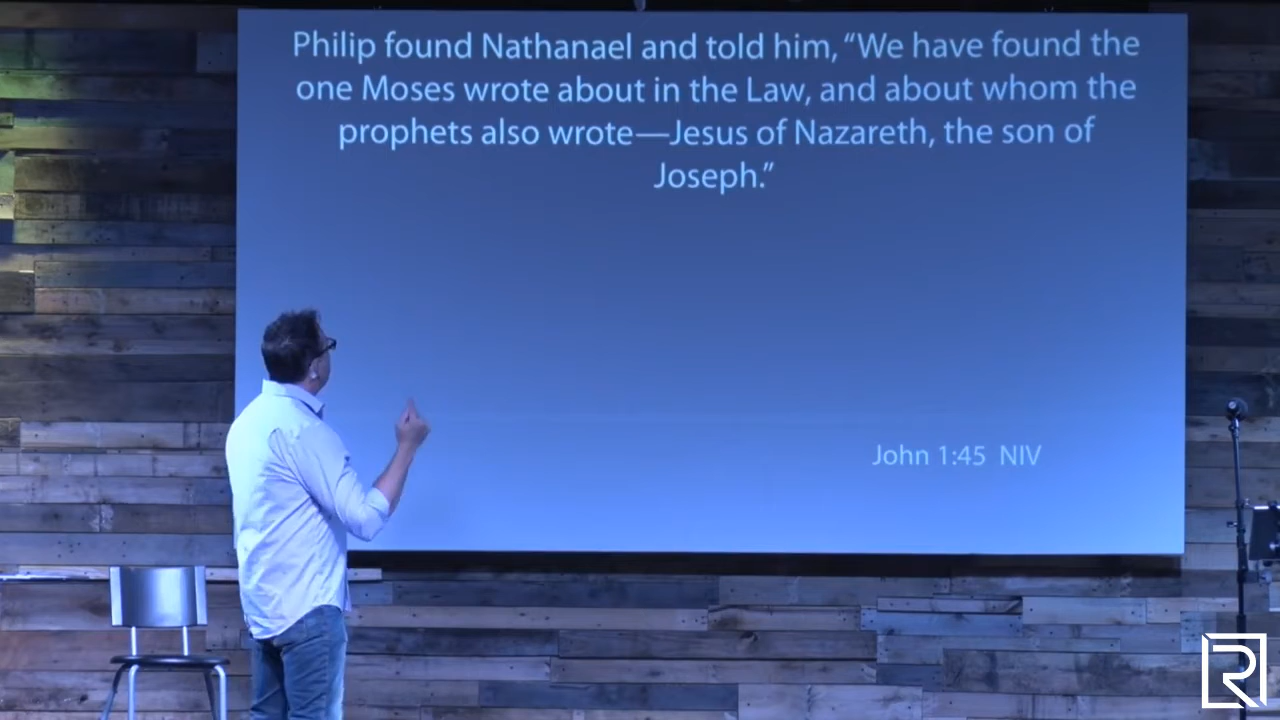 Philip found Nathanael and told him, “We have found the
one Moses wrote about in the Law, and about whom the
prophets also wrote—Jesus of Nazareth, the son of
Joseph.”
John 1:45 NIV
R